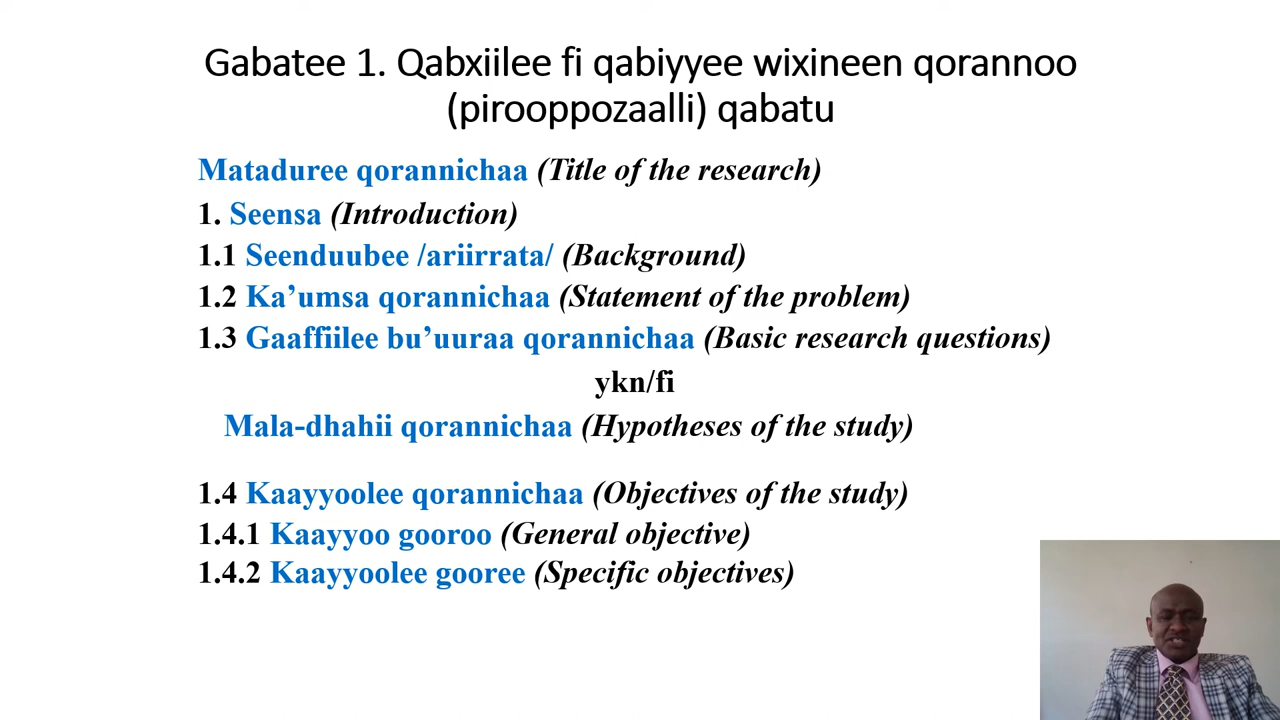 Gabatee 1. Qabxiilee fi qabiyyee wixineen qorannoo
(pirooppozaalli) qabatu
Mataduree qorannichaa (Title of the research)
1. Seensa (Introduction)
1.1 Seenduubee /ariirrata/ (Background)
1.2 Ka’umsa qorannichaa (Statement of the problem)
1.3 Gaaffiilee bu’uuraa qorannichaa (Basic research questions)
ykn/fi
Mala-dhahii qorannichaa (Hypotheses of the study)
1.4 Kaayyoolee qorannichaa (Objectives of the study)
1.4.1 Kaayyoo gooroo (General objective)
1.4.2 Kaayyoolee gooree (Specific objectives)